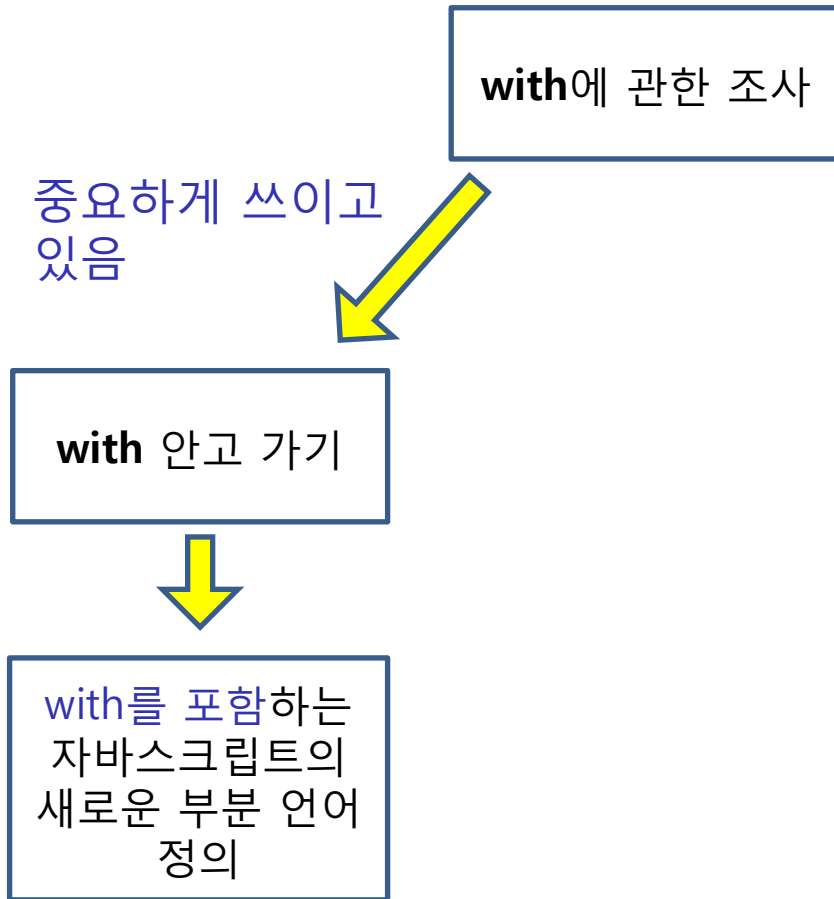 with에 관한 조사
중요하게 쓰이고
있음
with 안고 가기
with를 포함하는
자바스크립트의
새로운 부분 언어
정의